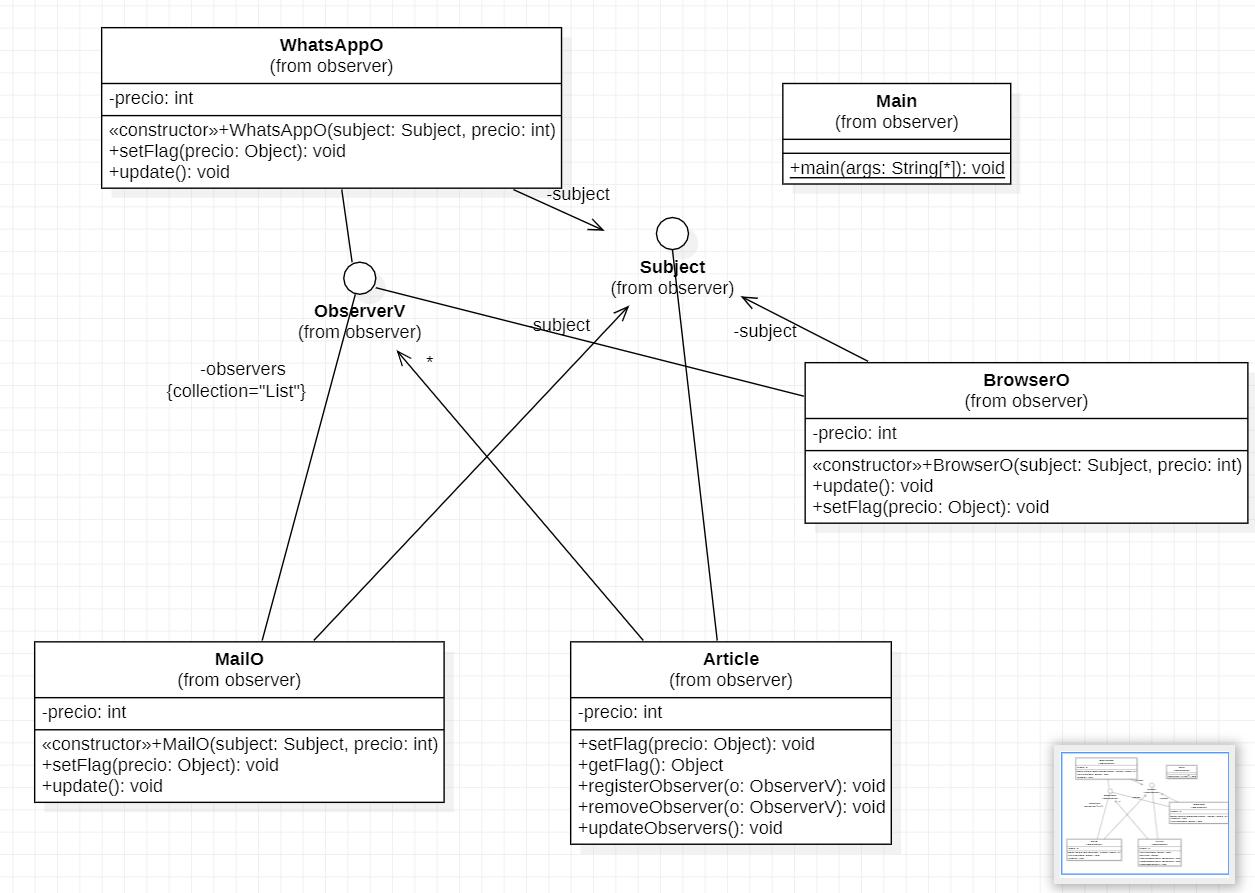 WhatsAppO
(from observer)
-precio: int
«constructor»+WhatsAppO(subject: Subject, precio: int)
+setFlag(precio: Object): void
+update(): void
Main
(from observer)
+main(args: String[*]): void
-subject
Subject
(from observer)
ObserverV
(from observer)
-subject
-subject
*
-observers
{collection="List"}
BrowserO
(from observer)
-precio: int
«constructor»+BrowserO(subject: Subject, precio: int)
+update(): void
+setFlag(precio: Object): void
MailO
(from observer)
-precio: int
«constructor»+MailO(subject: Subject, precio: int)
+setFlag(precio: Object): void
+update(): void
Article
(from observer)
-precio: int
+setFlag(precio: Object): void
+getFlag(): Object
+registerObserver(o: ObserverV): void
+removeObserver(o: ObserverV): void
+updateObservers(): void